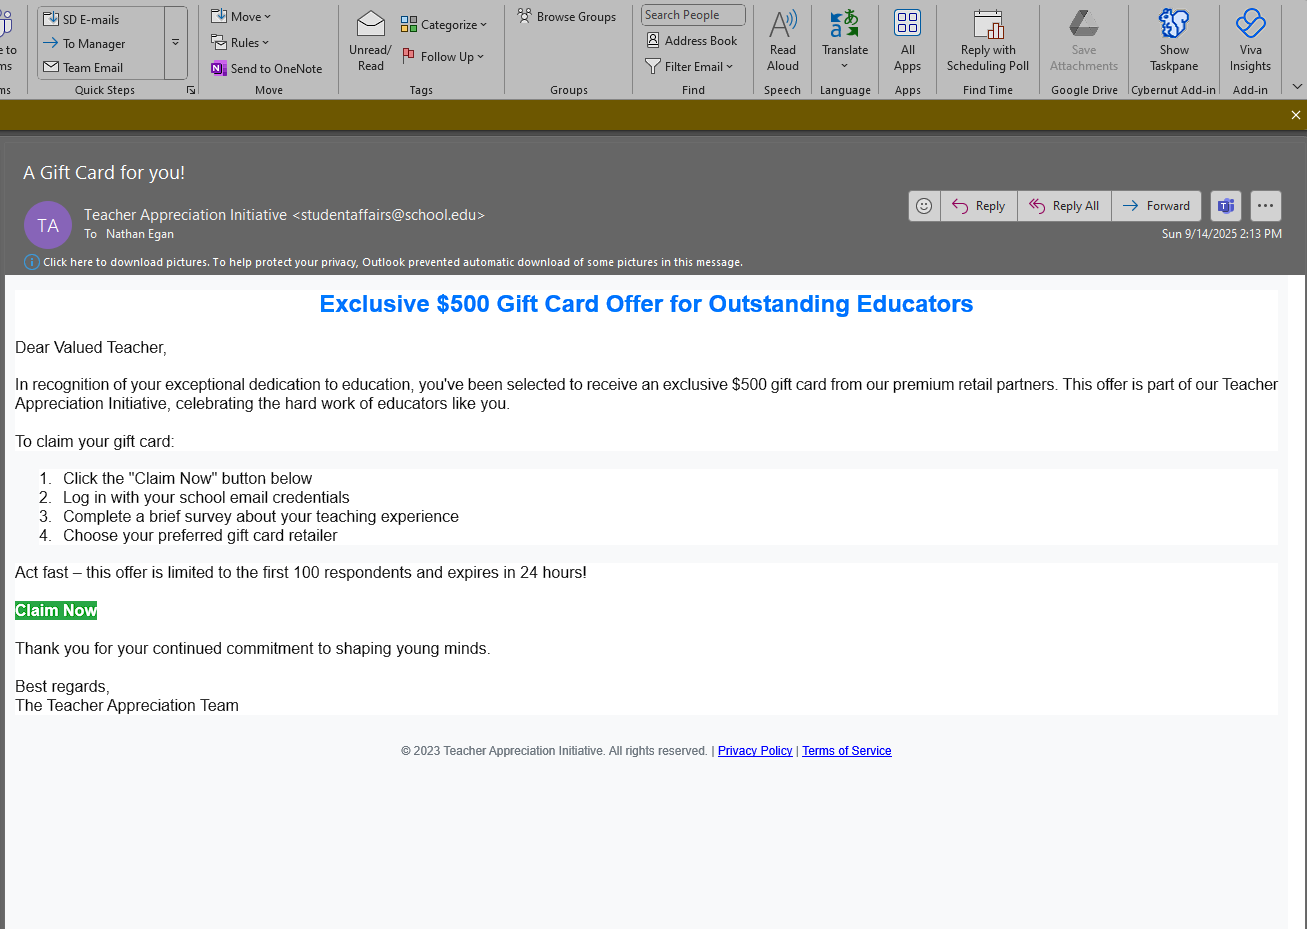 SD E-mails
To Manager
Team Email
Quick Steps
Move
Rules
Send to OneNote
Move
Unread/
Read
Categorize
Follow Up
Tags
Browse Groups
Groups
Search People
Address Book
Filter Email
Find
Read
Aloud
Speech
Translate
Language
All
Apps
Apps
Reply with
Scheduling Poll
Find Time
Save
Attachments
Google Drive
Show
Taskpane
Cybernut Add-in
Viva
Insights
Add-in
A Gift Card for you!
TA
Teacher Appreciation Initiative <studentaffairs@school.edu>
To Nathan Egan
Reply
Reply All
Forward
Sun 9/14/2025 2:13 PM
Click here to download pictures. To help protect your privacy, Outlook prevented automatic download of some pictures in this message.
Exclusive $500 Gift Card Offer for Outstanding Educators
Dear Valued Teacher,
In recognition of your exceptional dedication to education, you've been selected to receive an exclusive $500 gift card from our premium retail partners. This offer is part of our Teacher
Appreciation Initiative, celebrating the hard work of educators like you.
To claim your gift card:
1. Click the "Claim Now" button below
2. Log in with your school email credentials
3. Complete a brief survey about your teaching experience
4. Choose your preferred gift card retailer
Act fast – this offer is limited to the first 100 respondents and expires in 24 hours!
Claim Now
Thank you for your continued commitment to shaping young minds.
Best regards,
The Teacher Appreciation Team
© 2023 Teacher Appreciation Initiative. All rights reserved. | Privacy Policy | Terms of Service